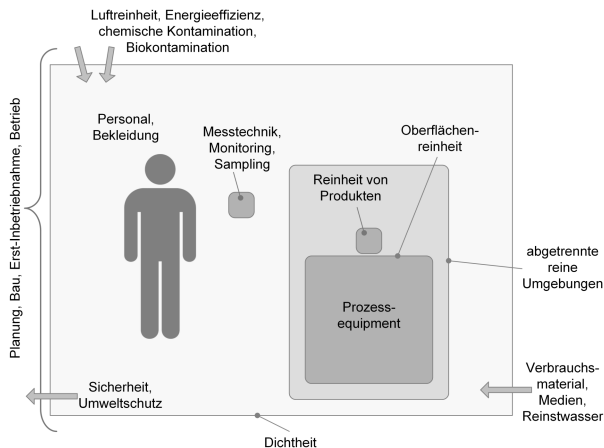 Luftreinheit, Energieeffizienz,
chemische Kontamination,
Biokontamination
Planung, Bau, Erst-Inbetriebnahme, Betrieb
Personal,
Bekleidung
Messtechnik,
Monitoring,
Sampling
Oberflächen-
reinheit
Reinheit von
Produkten
abgetrennte
reine
Umgebungen
Prozess-
equipment
Verbrauchs-
material,
Medien,
Reinstwasser
Sicherheit,
Umweltschutz
Dichtheit